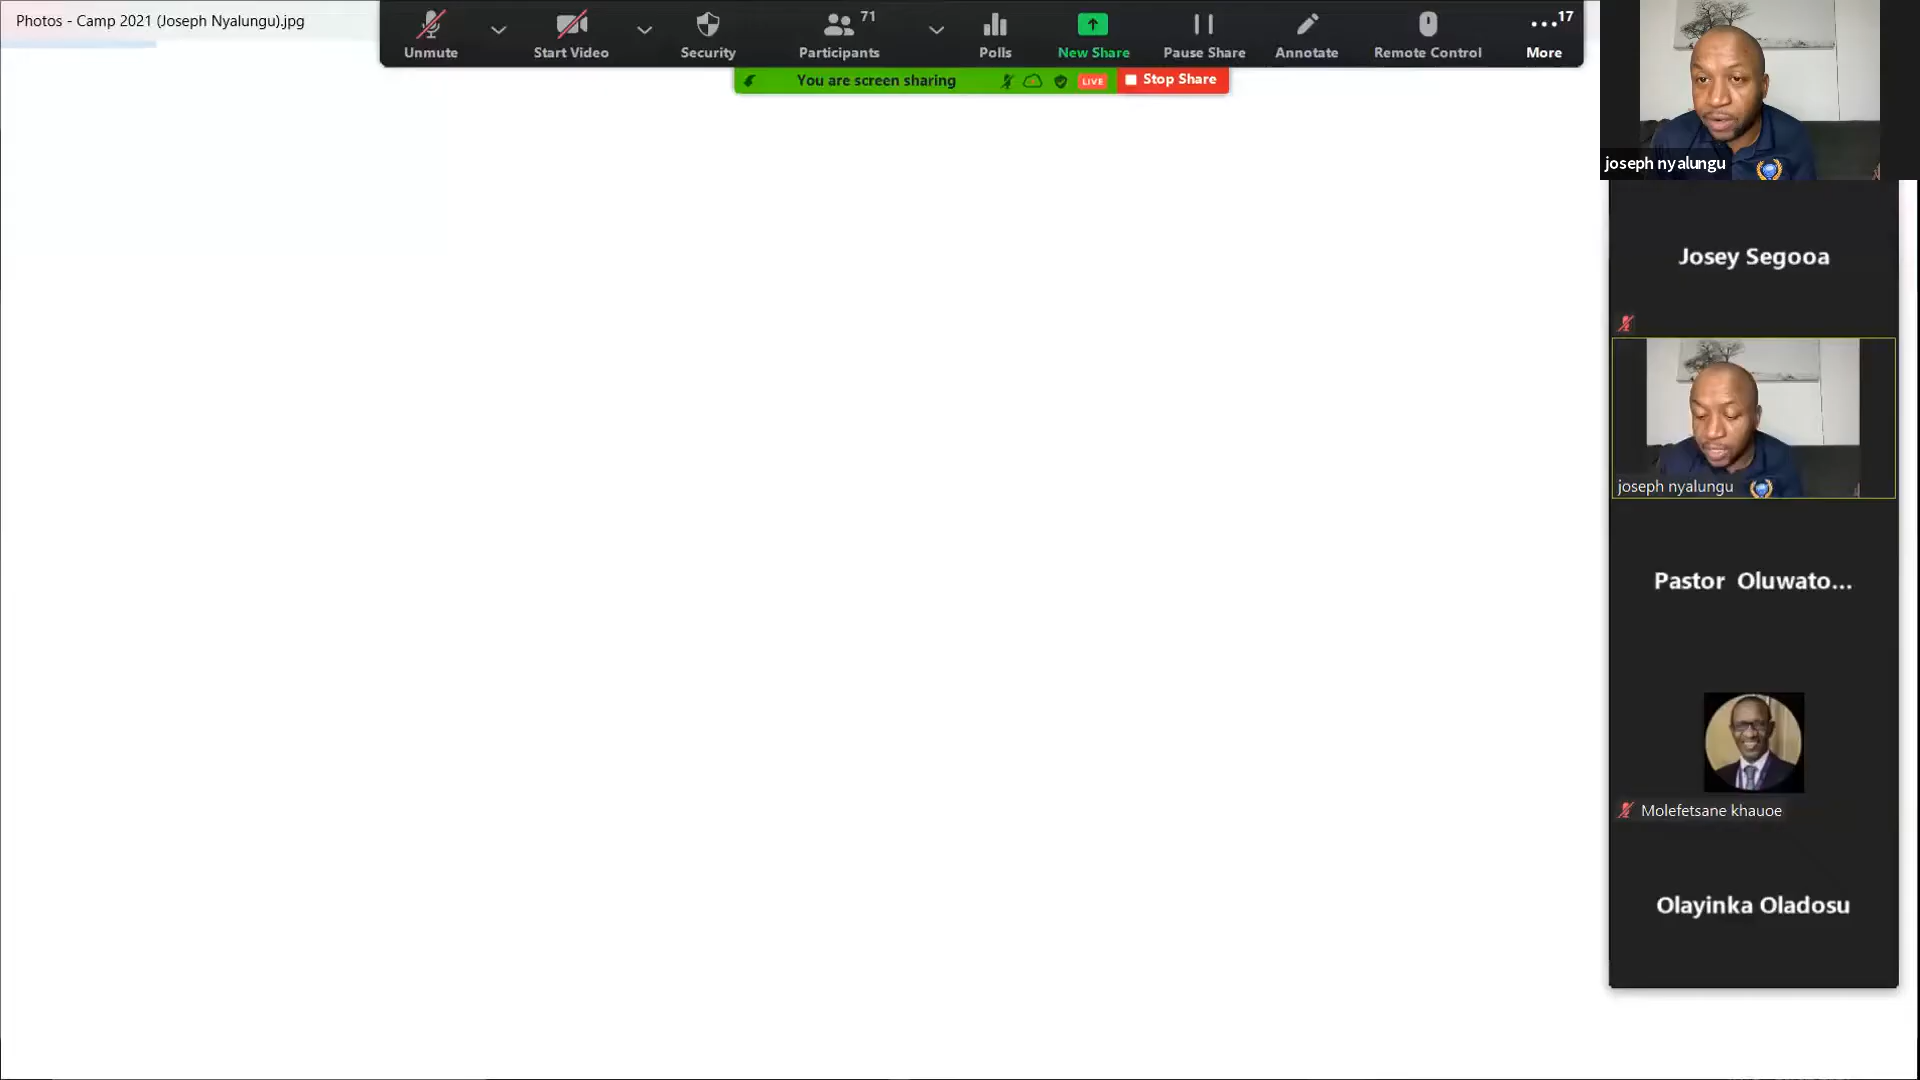 Photos - Camp 2021 (Joseph Nyalungu).jpg
Unmute
Start Video
Security
71
Participants
Polls
New Share
Pause Share
Annotate
Remote Control
17
More
You are screen sharing
LIVE
Stop Share
joseph nyalungu
Josey Segooa
joseph nyalungu
Pastor Oluwato...
Molefetsane khauoe
Olayinka Oladosu